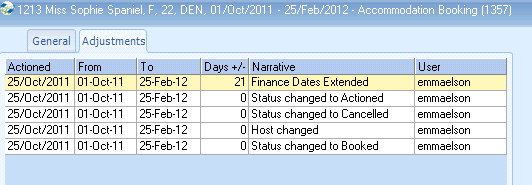 1213 Miss Sophie Spaniel, F, 22, DEN, 01/Oct/2011 - 25/Feb/2012 - Accommodation Booking (1357)
General Adjustments
Actioned From To Days +/- Narrative User
25/Oct/2011 01-Oct-11 25-Feb-12 21 Finance Dates Extended emmaelson
25/Oct/2011 01-Oct-11 25-Feb-12 0 Status changed to Actioned emmaelson
25/Oct/2011 01-Oct-11 25-Feb-12 0 Status changed to Cancelled emmaelson
25/Oct/2011 01-Oct-11 25-Feb-12 0 Host changed emmaelson
25/Oct/2011 01-Oct-11 25-Feb-12 0 Status changed to Booked emmaelson